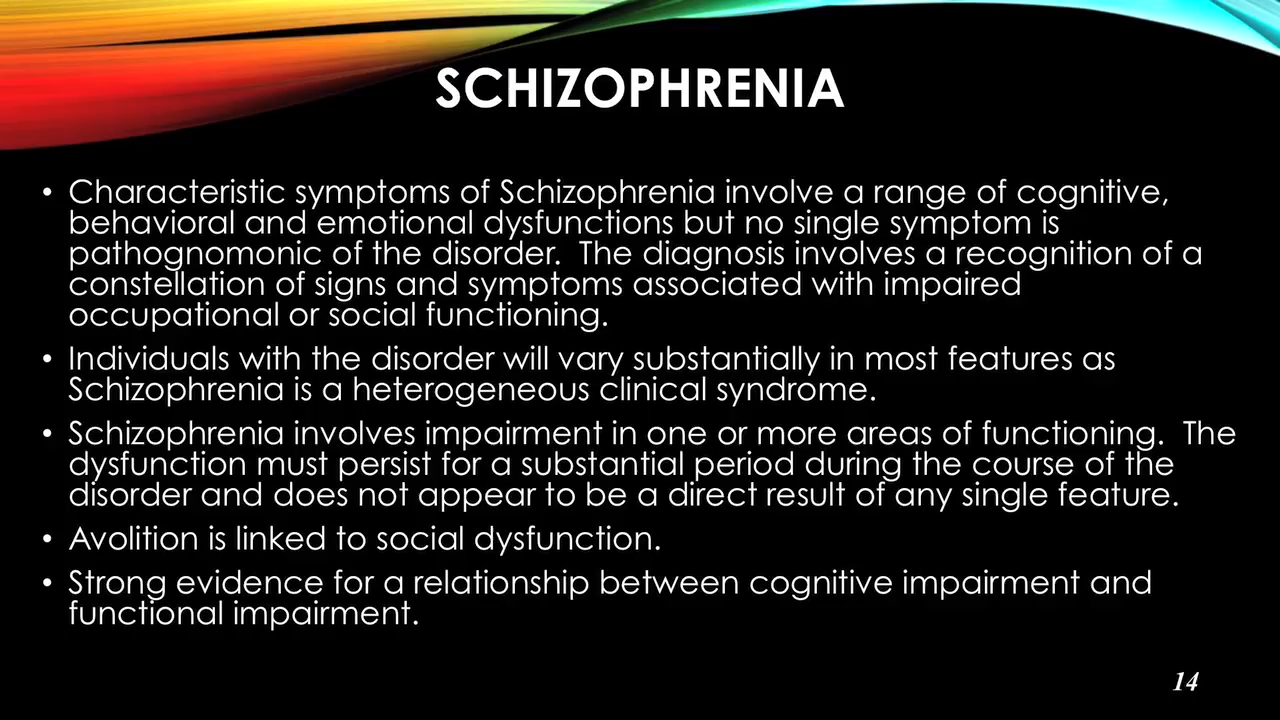 SCHIZOPHRENIA
• Characteristic symptoms of Schizophrenia involve a range of cognitive,
behavioral and emotional dysfunctions but no single symptom is
pathognomonic of the disorder.  The diagnosis involves a recognition of a
constellation of signs and symptoms associated with impaired
occupational or social functioning.
• Individuals with the disorder will vary substantially in most features as
Schizophrenia is a heterogeneous clinical syndrome.
• Schizophrenia involves impairment in one or more areas of functioning.  The
dysfunction must persist for a substantial period during the course of the
disorder and does not appear to be a direct result of any single feature.
• Avolition is linked to social dysfunction.
• Strong evidence for a relationship between cognitive impairment and
functional impairment.
14